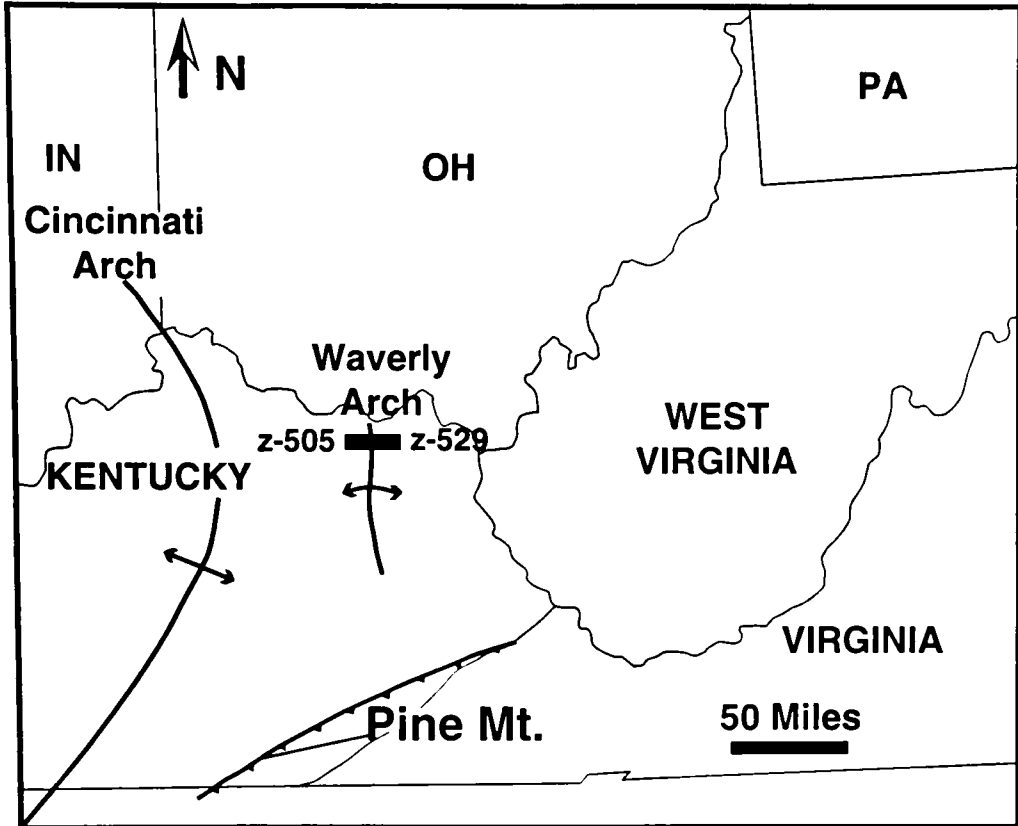 N
PA
IN
OH
Cincinnati
Arch
Waverly
Arch
z-505
z-529
WEST
VIRGINIA
KENTUCKY
VIRGINIA
Pine Mt.
50 Miles